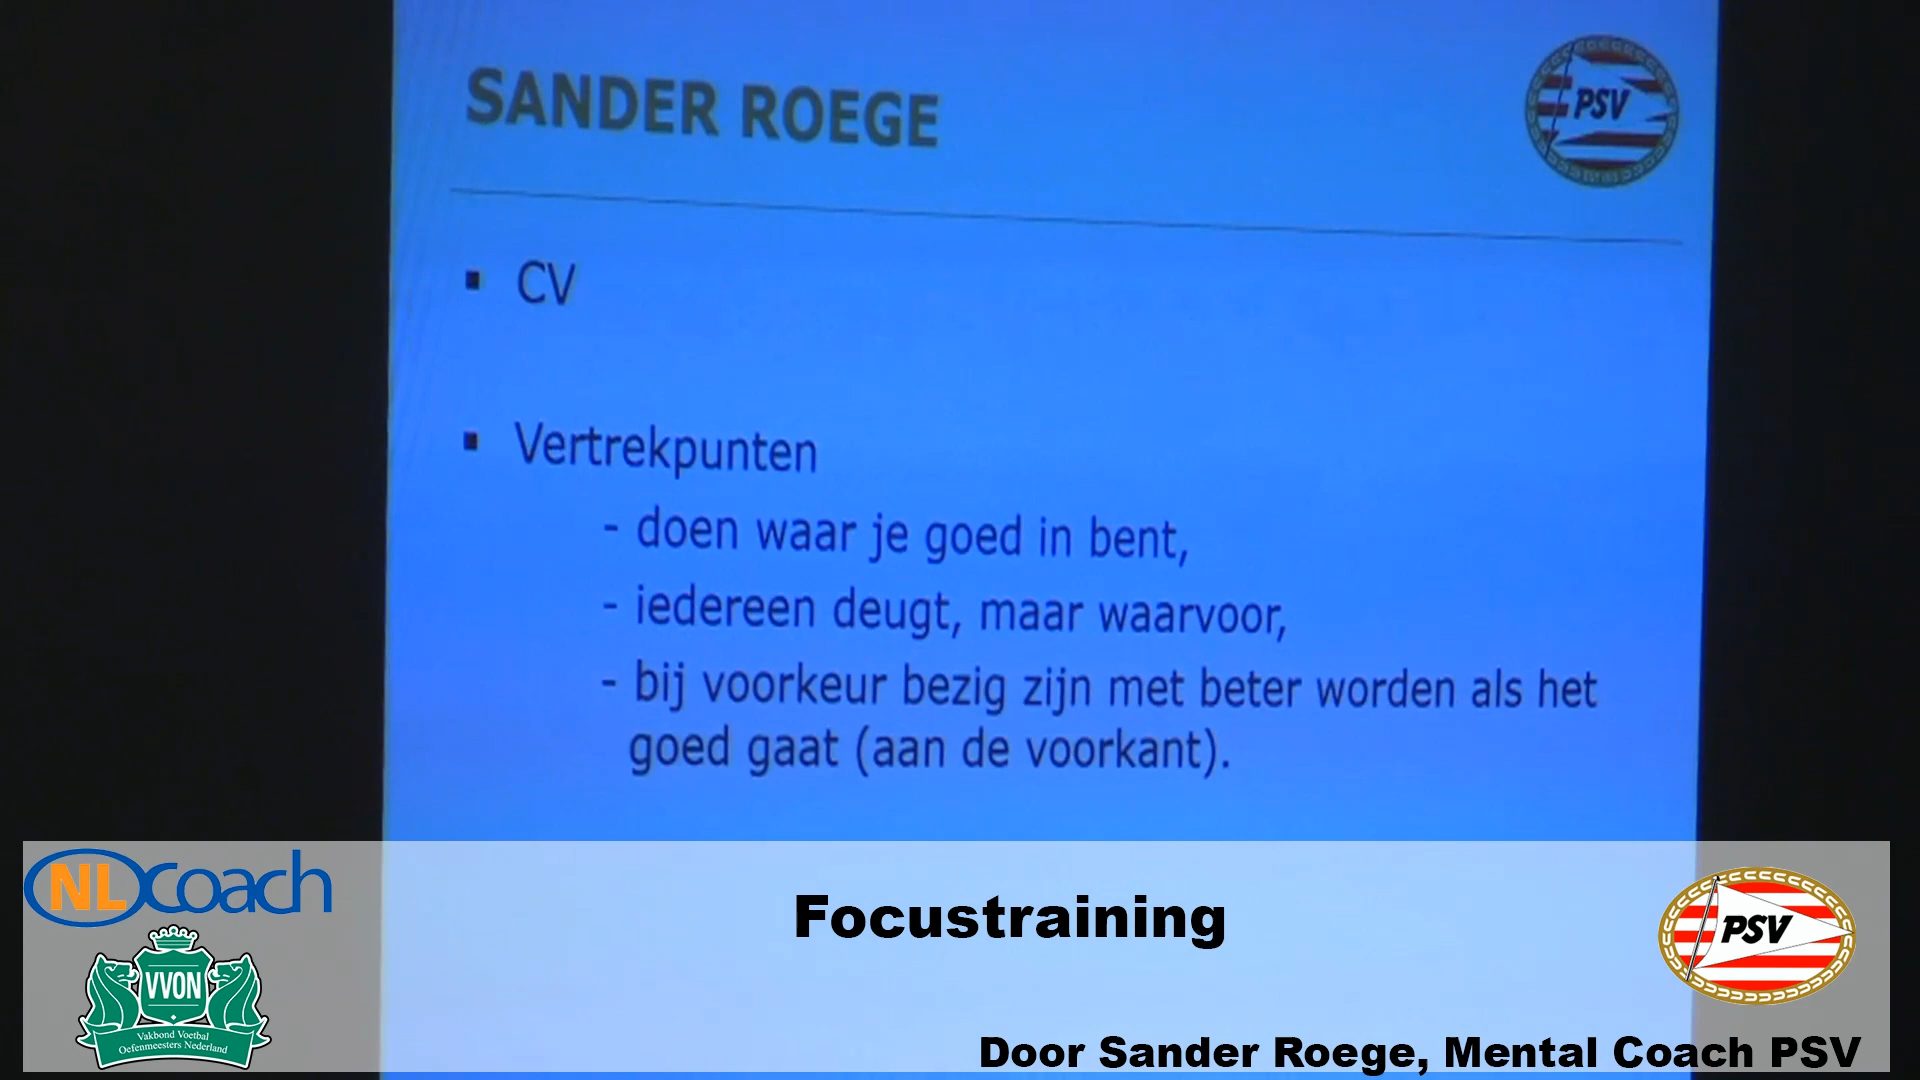 SANDER ROEGE
PSV
▪ CV
▪ Vertrekpunten
- doen waar je goed in bent,
- iedereen deugt, maar waarvoor,
- bij voorkeur bezig zijn met beter worden als het
goed gaat (aan de voorkant).
NLcoach
Focustraining
PSV
VVON
Vakbond Voetbal
Oefenmeesters Nederland
Door Sander Roege, Mental Coach PSV